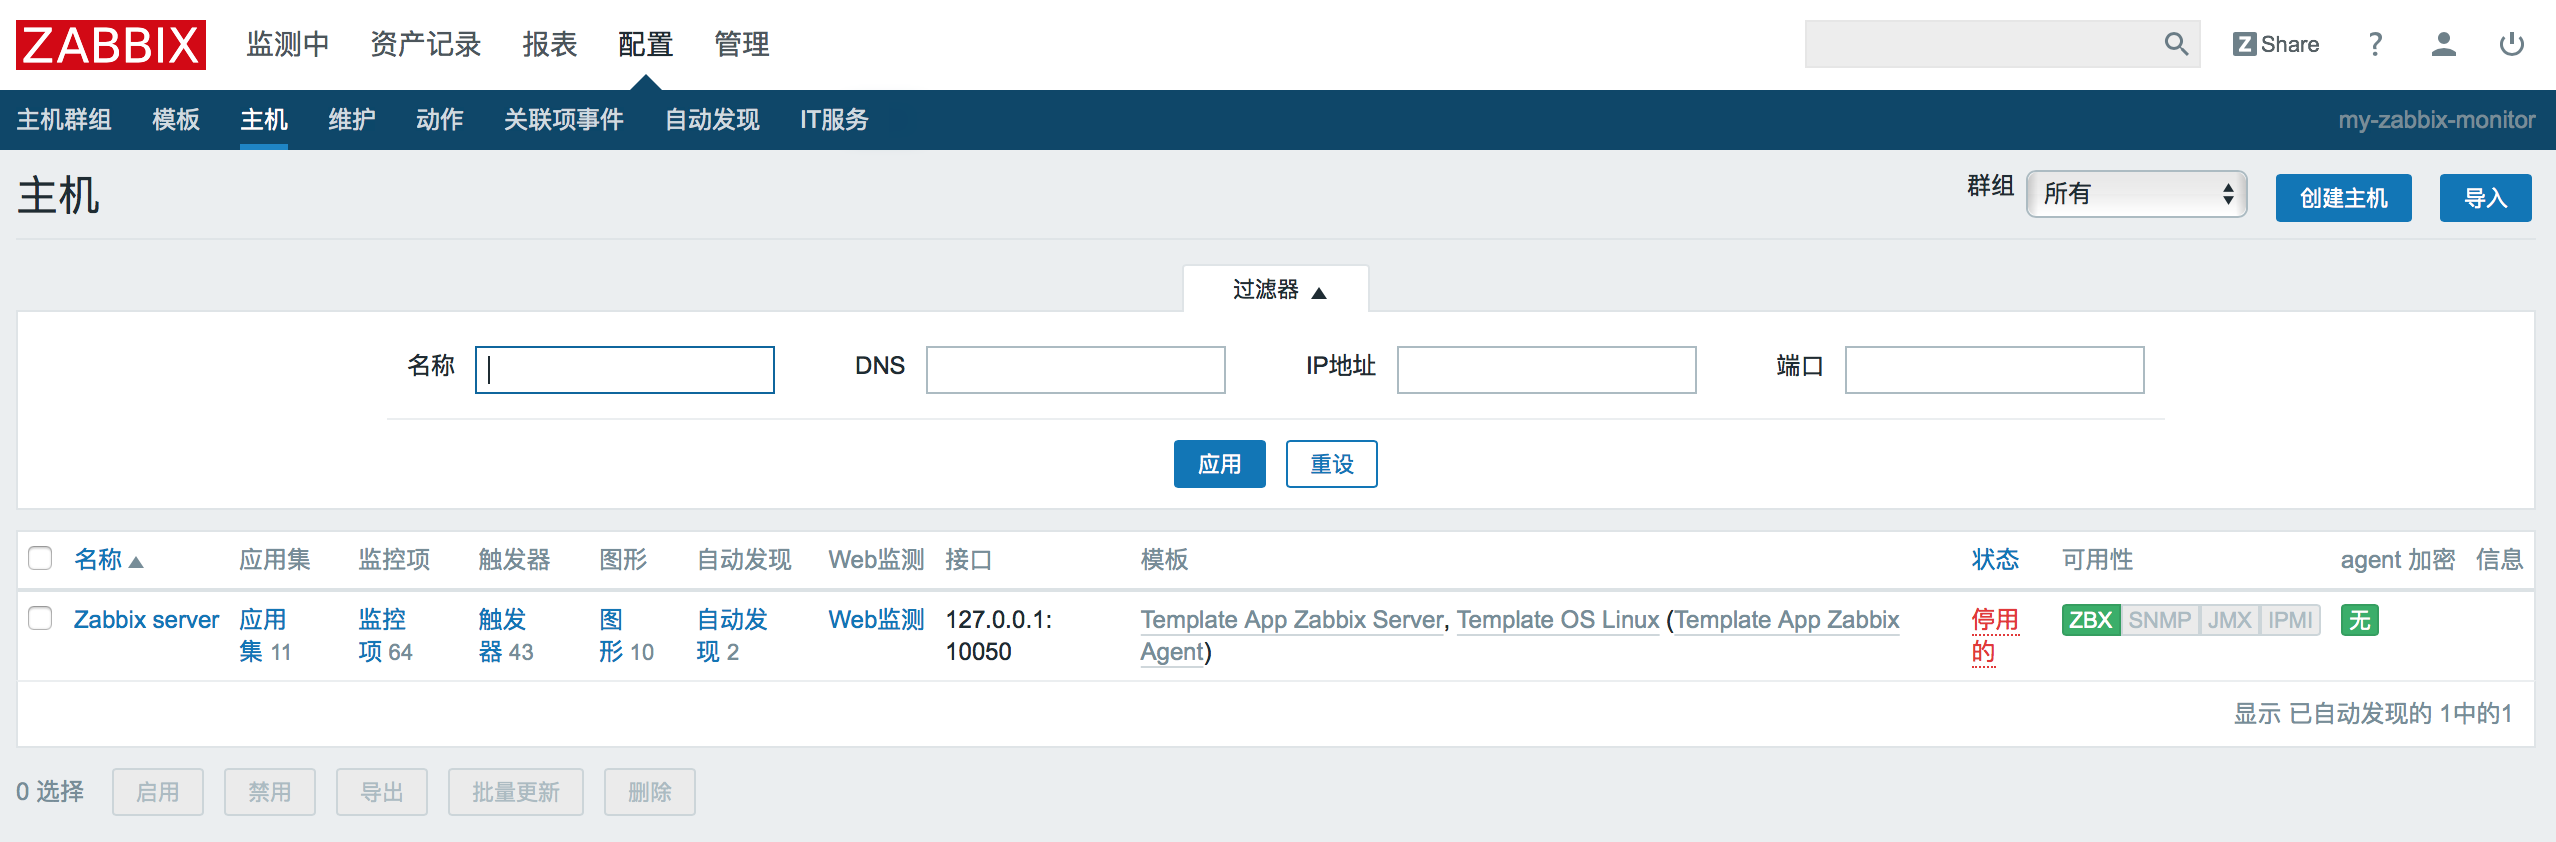 ZABBIX 监测中 资产记录 报表 配置 管理 Z Share ?
主机群组 模板 主机 维护 动作 关联项事件 自动发现 IT服务 my-zabbix-monitor
主机 群组 所有 创建主机 导入
过滤器
名称 DNS IP地址 端口
应用 重设
名称 应用集 监控项 触发器 图形 自动发现 Web监测 接口 模板 状态 可用性 agent 加密 信息
Zabbix server 应用 监控 触发 图 自动发 Web监测 127.0.0.1: Template App Zabbix Server, Template OS Linux (Template App Zabbix 停用 ZBX SNMP JMX IPMI 无
集 11 项 64 器 43 形 10 现 2 10050 Agent) 的
显示 已自动发现的 1中的1
0 选择 启用 禁用 导出 批量更新 删除